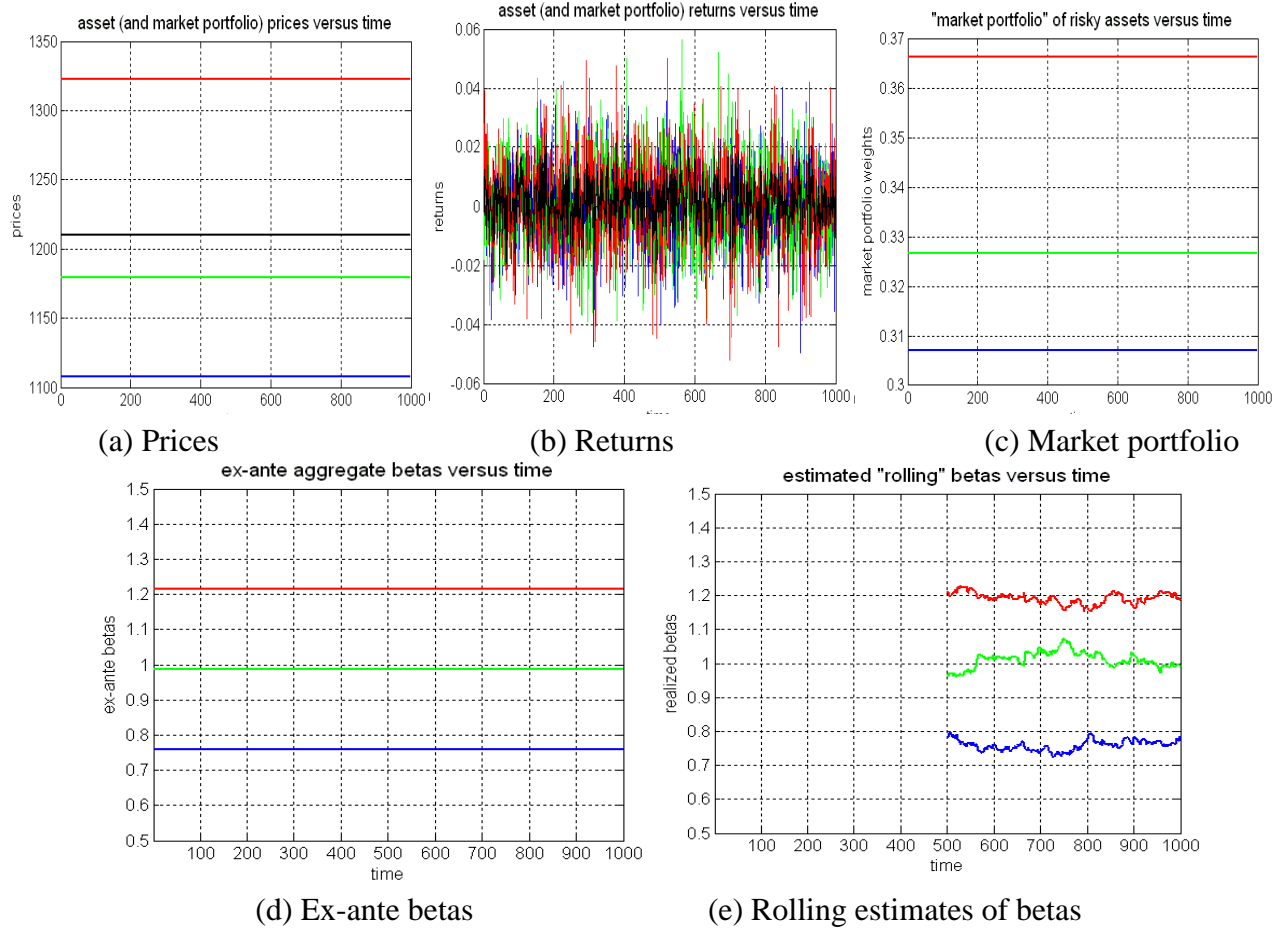 asset (and market portfolio) prices versus time
1350
1300
1250
1200
1150
1100
prices
0 200 400 600 800 1000
(a) Prices
asset (and market portfolio) returns versus time
0.06
0.04
0.02
0
-0.02
-0.04
-0.06
returns
0 200 400 600 800 1000
time
(b) Returns
"market portfolio" of risky assets versus time
0.37
0.36
0.35
0.34
0.33
0.32
0.31
0.3
market portfolio weights
0 200 400 600 800 1000
(c) Market portfolio
ex-ante aggregate betas versus time
1.5
1.4
1.3
1.2
1.1
1
0.9
0.8
0.7
0.6
0.5
ex-ante betas
100 200 300 400 500 600 700 800 900 1000
time
(d) Ex-ante betas
estimated "rolling" betas versus time
1.5
1.4
1.3
1.2
1.1
1
0.9
0.8
0.7
0.6
0.5
realized betas
100 200 300 400 500 600 700 800 900 1000
time
(e) Rolling estimates of betas